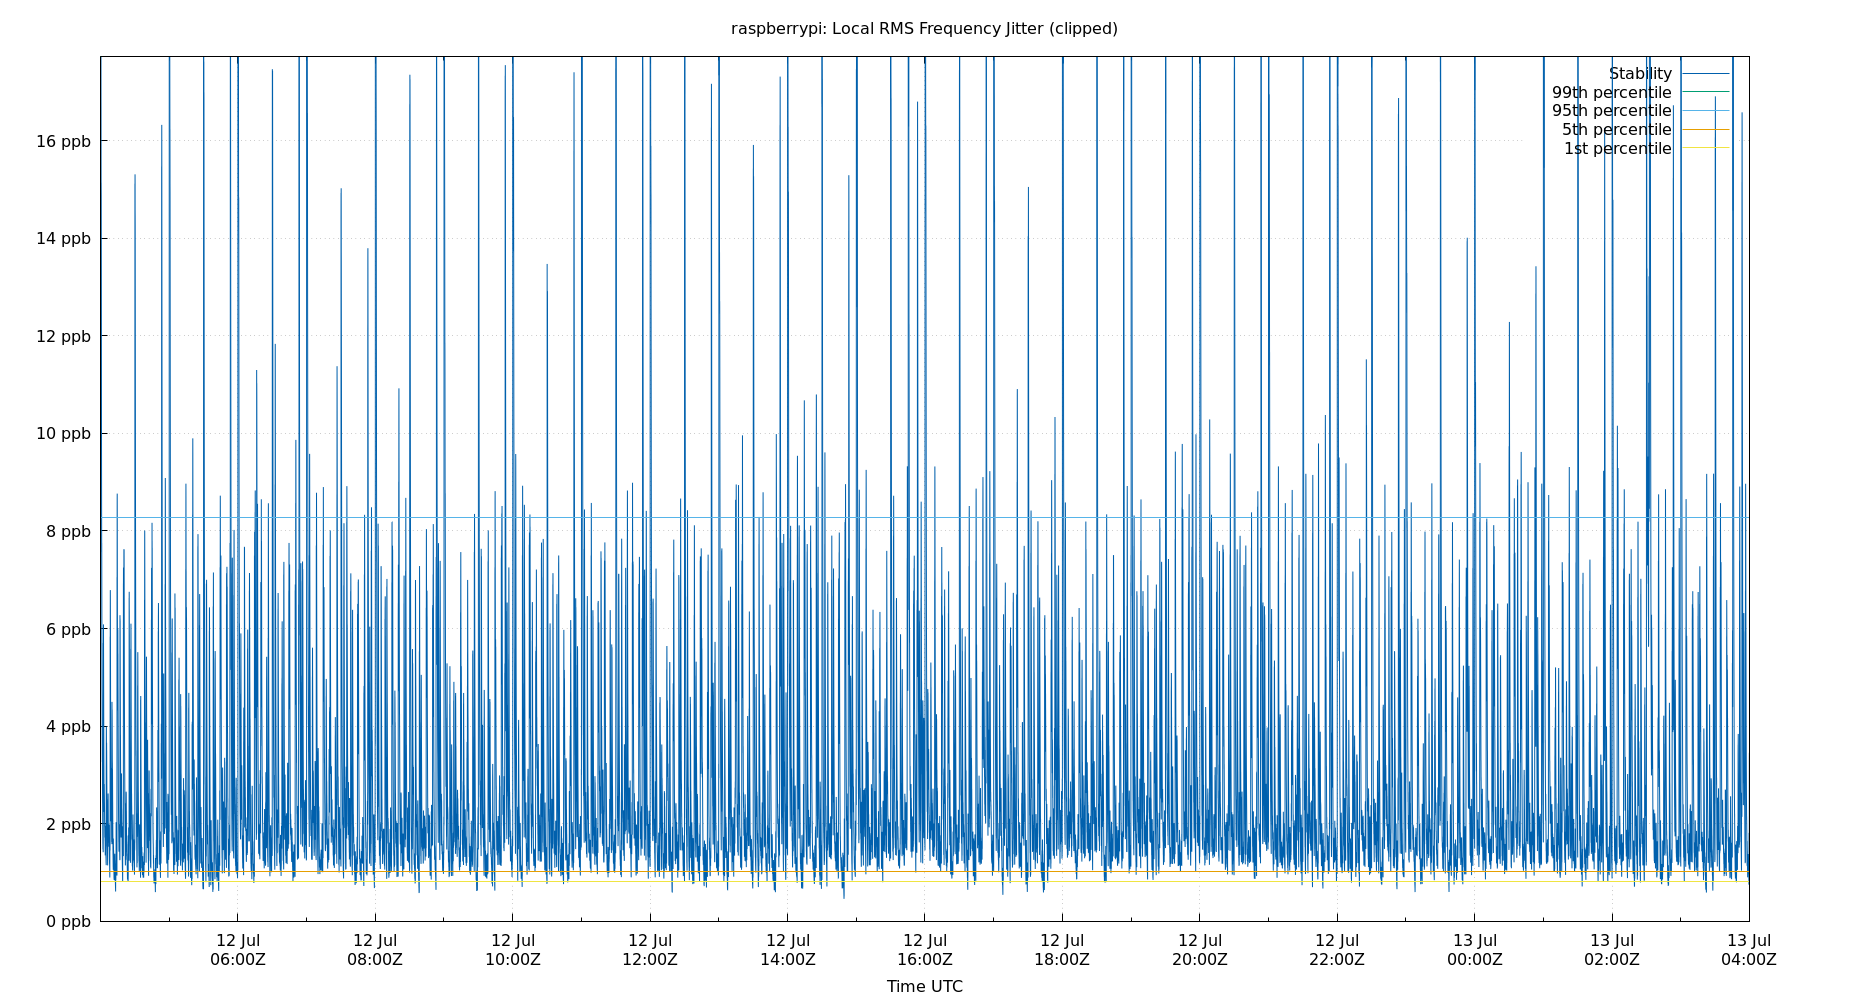 raspberrypi: Local RMS Frequency Jitter (clipped)
Stability
99th percentile
95th percentile
5th percentile
1st percentile
16 ppb
14 ppb
12 ppb
10 ppb
8 ppb
6 ppb
4 ppb
2 ppb
0 ppb
12 Jul 12 Jul 12 Jul 12 Jul 12 Jul 12 Jul 12 Jul 12 Jul 12 Jul 13 Jul 13 Jul 13 Jul
06:00Z 08:00Z 10:00Z 12:00Z 14:00Z 16:00Z 18:00Z 20:00Z 22:00Z 00:00Z 02:00Z 04:00Z
Time UTC